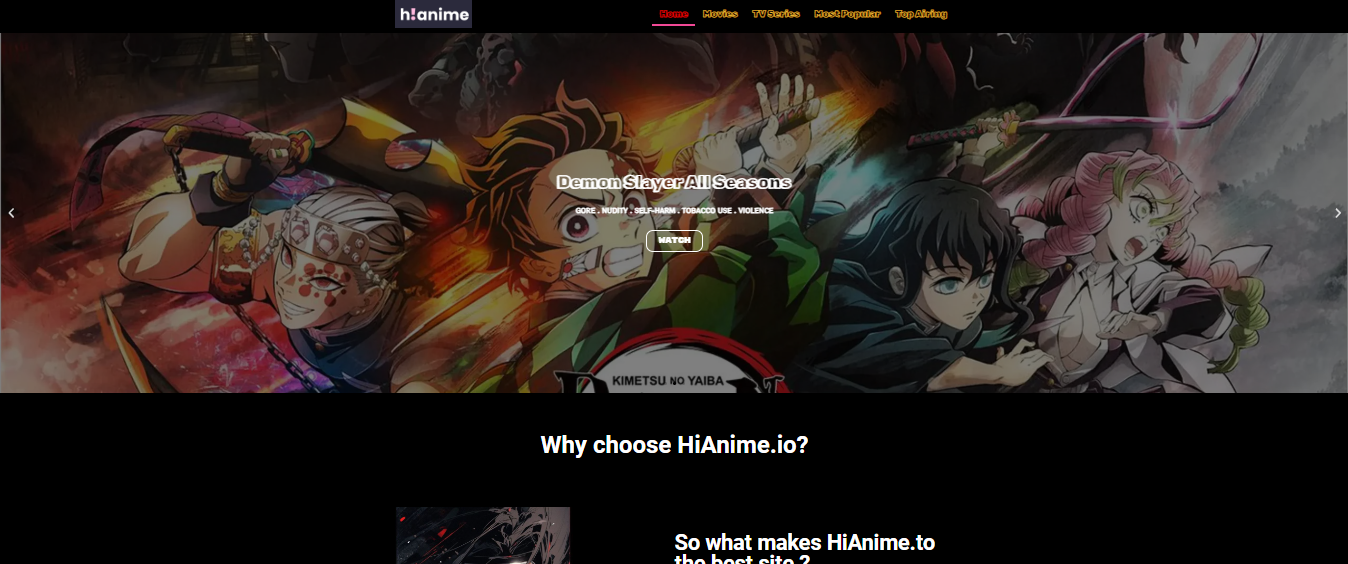 h!anime
Home Movies TV Series Most Popular Top Airing
Demon Slayer All Seasons
GORE . NUDITY . SELF-HARM . TOBACCO USE . VIOLENCE
WATCH
KIMETSU NO YAIBA
Why choose HiAnime.io?
So what makes HiAnime.to
the best site ?